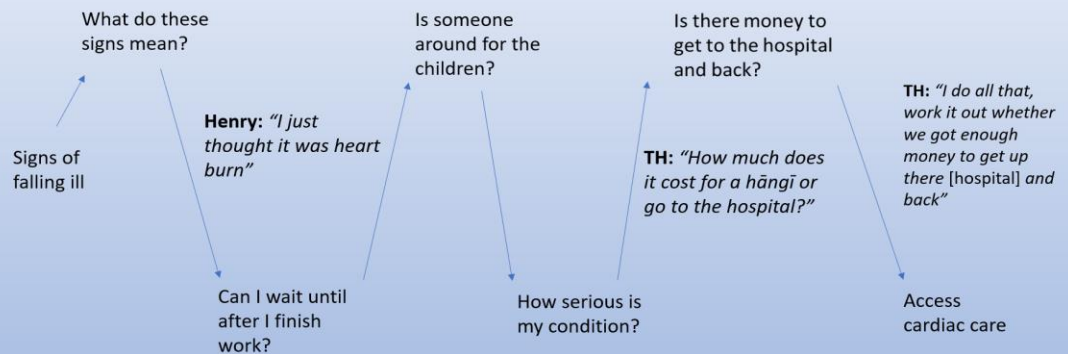 Signs of
falling ill
What do these
signs mean?
Henry: “I just
thought it was heart
burn”
Can I wait until
after I finish
work?
Is someone
around for the
children?
How serious is
my condition?
TH: “How much does
it cost for a hāngī or
go to the hospital?”
Is there money to
get to the hospital
and back?
TH: “I do all that,
work it out whether
we got enough
money to get up
there [hospital] and
back”
Access
cardiac care